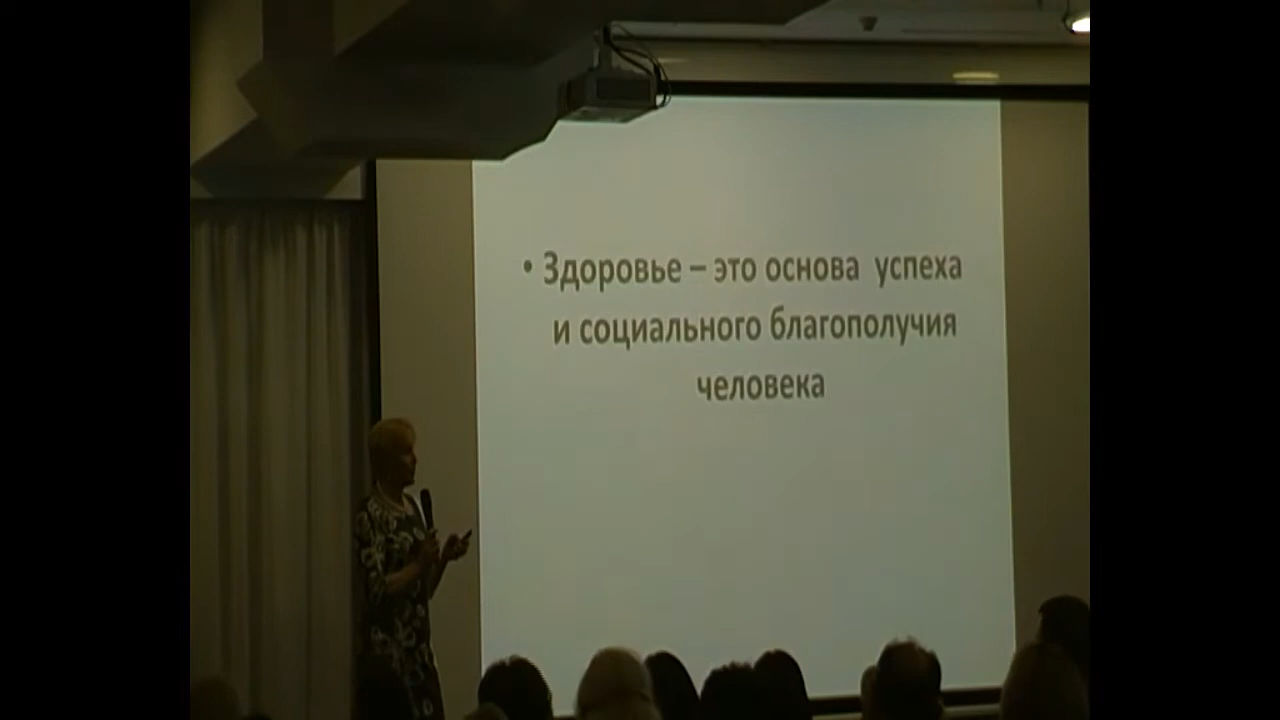 • Здоровье – это основа успеха
и социального благополучия
человека